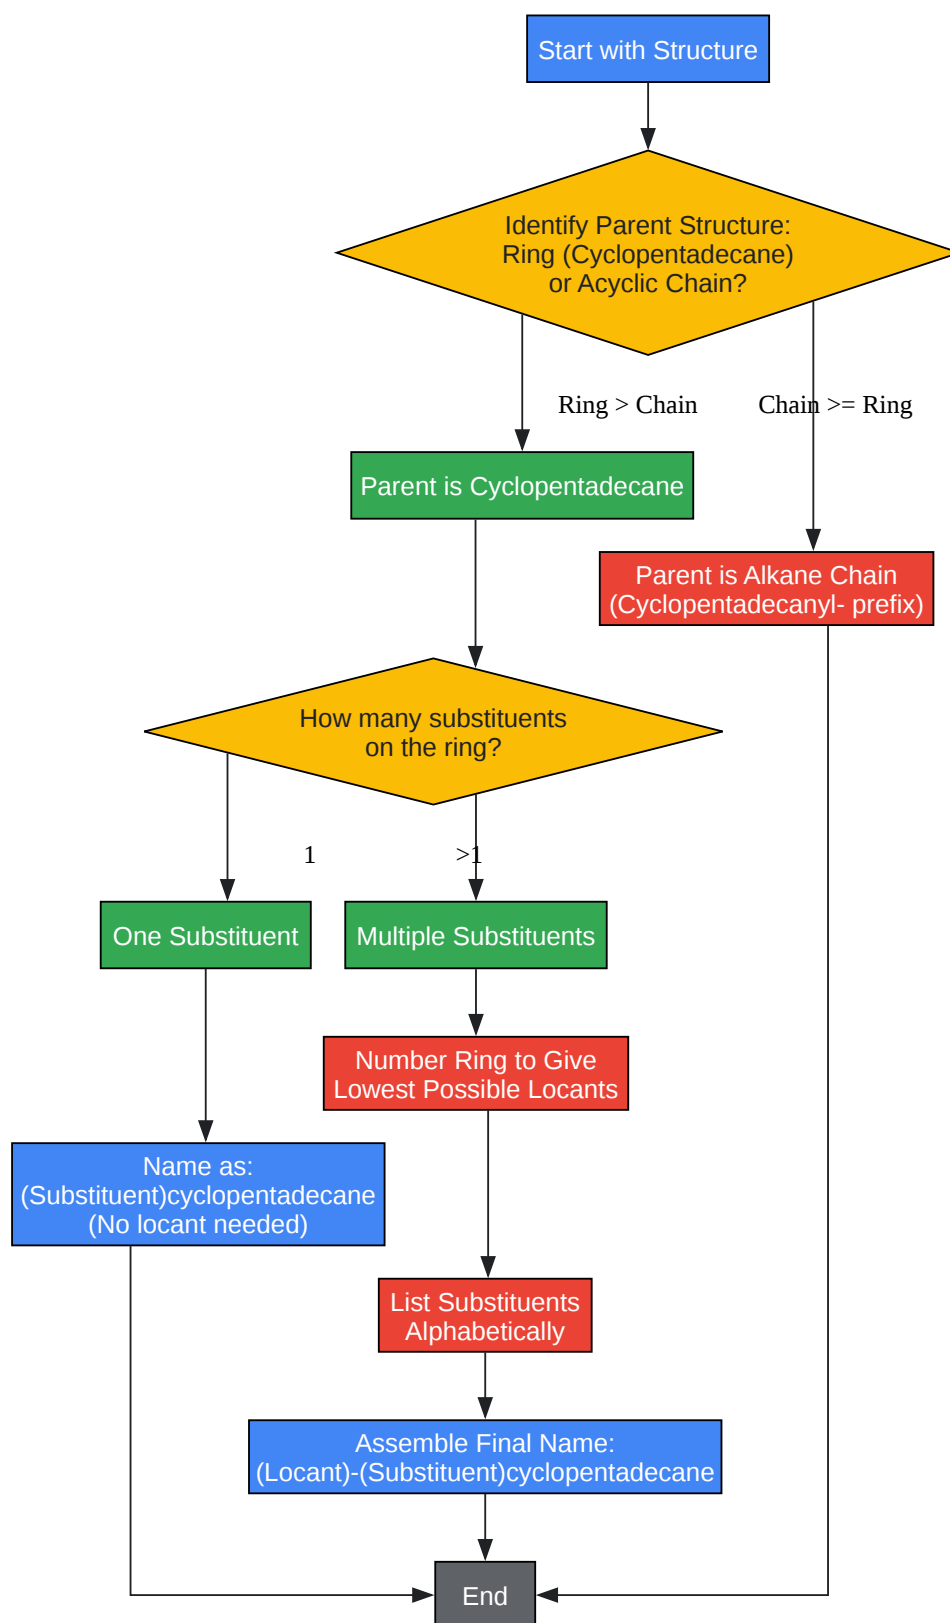 Start with Structure
Identify Parent Structure:
Ring (Cyclopentadecane)
or Acyclic Chain?
Ring > Chain
Chain >= Ring
Parent is Cyclopentadecane
Parent is Alkane Chain
(Cyclopentadecanyl- prefix)
How many substituents
on the ring?
1
>1
One Substituent
Multiple Substituents
Number Ring to Give
Lowest Possible Locants
Name as:
(Substituent)cyclopentadecane
(No locant needed)
List Substituents
Alphabetically
Assemble Final Name:
(Locant)-(Substituent)cyclopentadecane
End